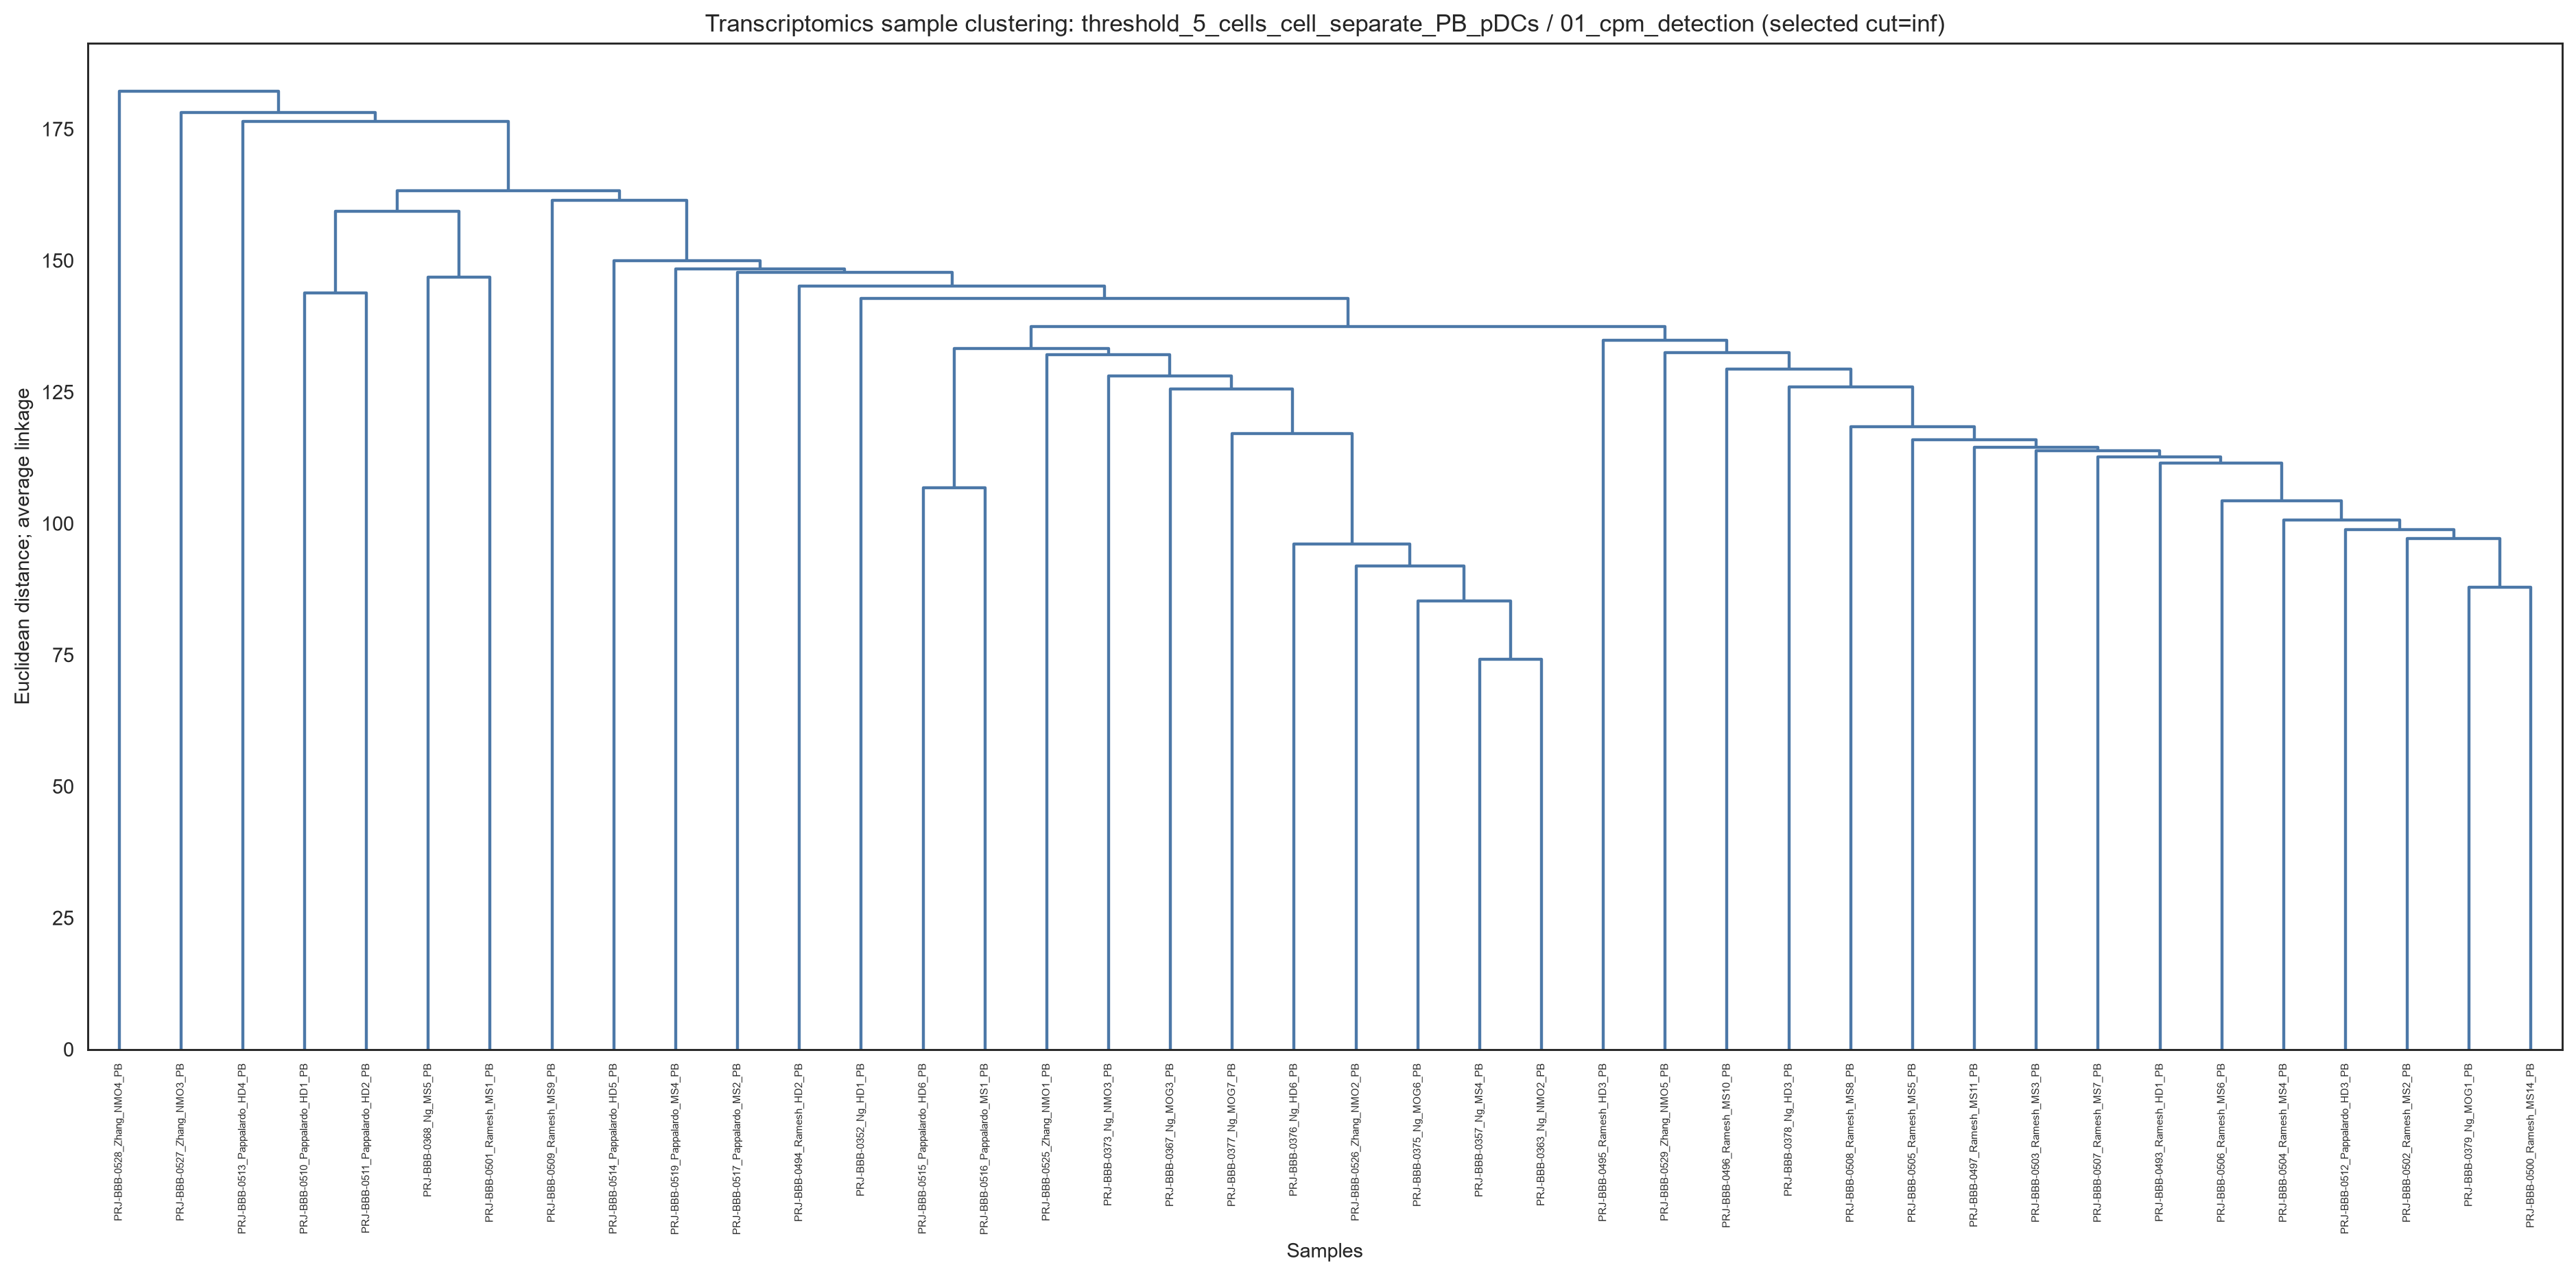 Transcriptomics sample clustering: threshold_5_cells_cell_separate_PB_pDCs / 01_cpm_detection (selected cut=inf)
Euclidean distance; average linkage
175
150
125
100
75
50
25
0
PRJ-BBB-0528_Zhang_NMO4_PB
PRJ-BBB-0527_Zhang_NMO3_PB
PRJ-BBB-0513_Pappalardo_HD4_PB
PRJ-BBB-0510_Pappalardo_HD1_PB
PRJ-BBB-0511_Pappalardo_HD2_PB
PRJ-BBB-0368_Ng_MS5_PB
PRJ-BBB-0501_Ramesh_MS1_PB
PRJ-BBB-0509_Ramesh_MS9_PB
PRJ-BBB-0514_Pappalardo_HD5_PB
PRJ-BBB-0519_Pappalardo_MS4_PB
PRJ-BBB-0517_Pappalardo_MS2_PB
PRJ-BBB-0494_Ramesh_HD2_PB
PRJ-BBB-0352_Ng_HD1_PB
PRJ-BBB-0515_Pappalardo_HD6_PB
PRJ-BBB-0516_Pappalardo_MS1_PB
PRJ-BBB-0525_Zhang_NMO1_PB
PRJ-BBB-0373_Ng_NMO3_PB
PRJ-BBB-0367_Ng_MOG3_PB
PRJ-BBB-0377_Ng_MOG7_PB
PRJ-BBB-0376_Ng_HD6_PB
PRJ-BBB-0526_Zhang_NMO2_PB
PRJ-BBB-0375_Ng_MOG6_PB
PRJ-BBB-0357_Ng_MS4_PB
PRJ-BBB-0363_Ng_NMO2_PB
PRJ-BBB-0495_Ramesh_HD3_PB
PRJ-BBB-0529_Zhang_NMO5_PB
PRJ-BBB-0496_Ramesh_MS10_PB
PRJ-BBB-0378_Ng_HD3_PB
PRJ-BBB-0508_Ramesh_MS8_PB
PRJ-BBB-0505_Ramesh_MS5_PB
PRJ-BBB-0497_Ramesh_MS11_PB
PRJ-BBB-0503_Ramesh_MS3_PB
PRJ-BBB-0507_Ramesh_MS7_PB
PRJ-BBB-0493_Ramesh_HD1_PB
PRJ-BBB-0506_Ramesh_MS6_PB
PRJ-BBB-0504_Ramesh_MS4_PB
PRJ-BBB-0512_Pappalardo_HD3_PB
PRJ-BBB-0502_Ramesh_MS2_PB
PRJ-BBB-0379_Ng_MOG1_PB
PRJ-BBB-0500_Ramesh_MS14_PB
Samples